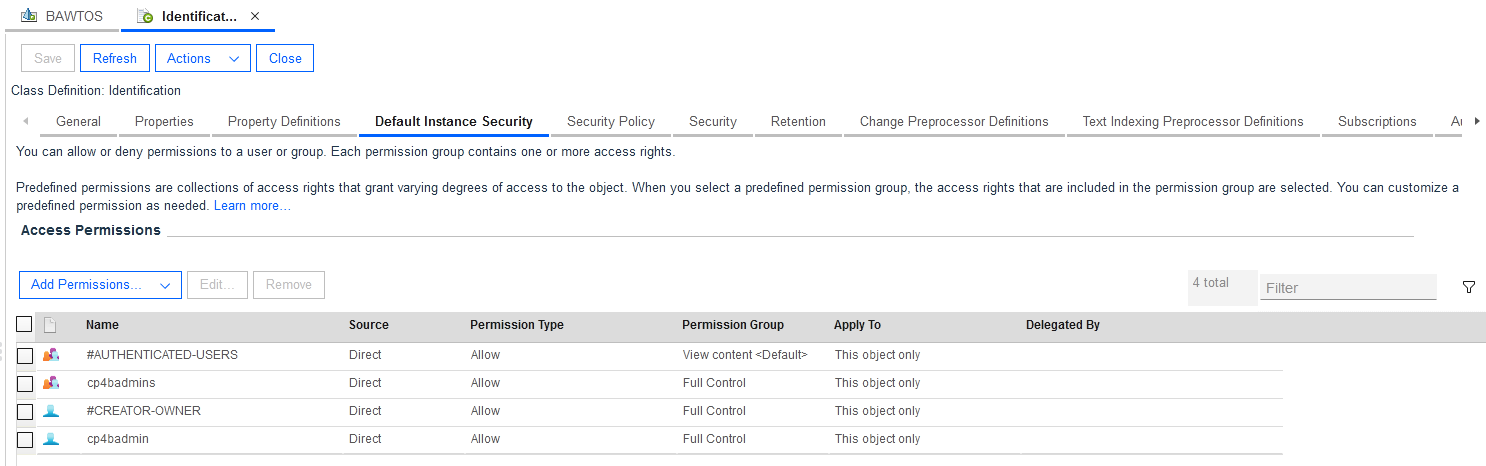 BAWTOS Identificat... ×
Save Refresh Actions Close
Class Definition: Identification
General Properties Property Definitions Default Instance Security Security Policy Security Retention Change Preprocessor Definitions Text Indexing Preprocessor Definitions Subscriptions
You can allow or deny permissions to a user or group. Each permission group contains one or more access rights.
Predefined permissions are collections of access rights that grant varying degrees of access to the object. When you select a predefined permission group, the access rights that are included in the permission group are selected. You can customize a
predefined permission as needed. Learn more...
Access Permissions
Add Permissions... Edit... Remove 4 total Filter
Name Source Permission Type Permission Group Apply To Delegated By
#AUTHENTICATED-USERS Direct Allow View content <Default> This object only
cp4badmins Direct Allow Full Control This object only
#CREATOR-OWNER Direct Allow Full Control This object only
cp4badmin Direct Allow Full Control This object only